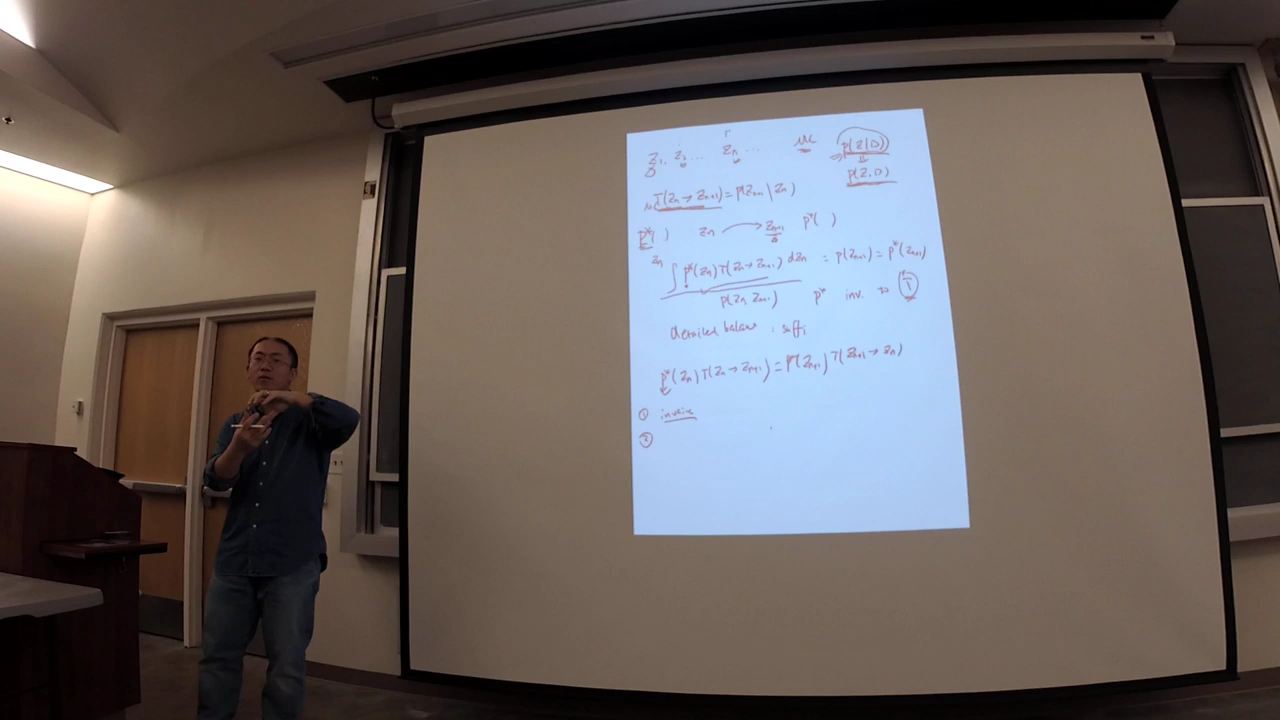 z₁, z₂ ... zₙ ... MC p(z|D)
p(z,D)
T(zₙ → zₙ₊₁) = p(zₙ₊₁ | zₙ)
p*( ) zₙ → zₙ₊₁ p*( )
zₙ
∫ p*(zₙ) T(zₙ → zₙ₊₁) dzₙ = p(zₙ₊₁) = p*(zₙ₊₁)
p(zₙ zₙ₊₁) p* inv. to T
detailed balance : suffi
p*(zₙ) T(zₙ → zₙ₊₁) = p*(zₙ₊₁) T(zₙ₊₁ → zₙ)
①
②